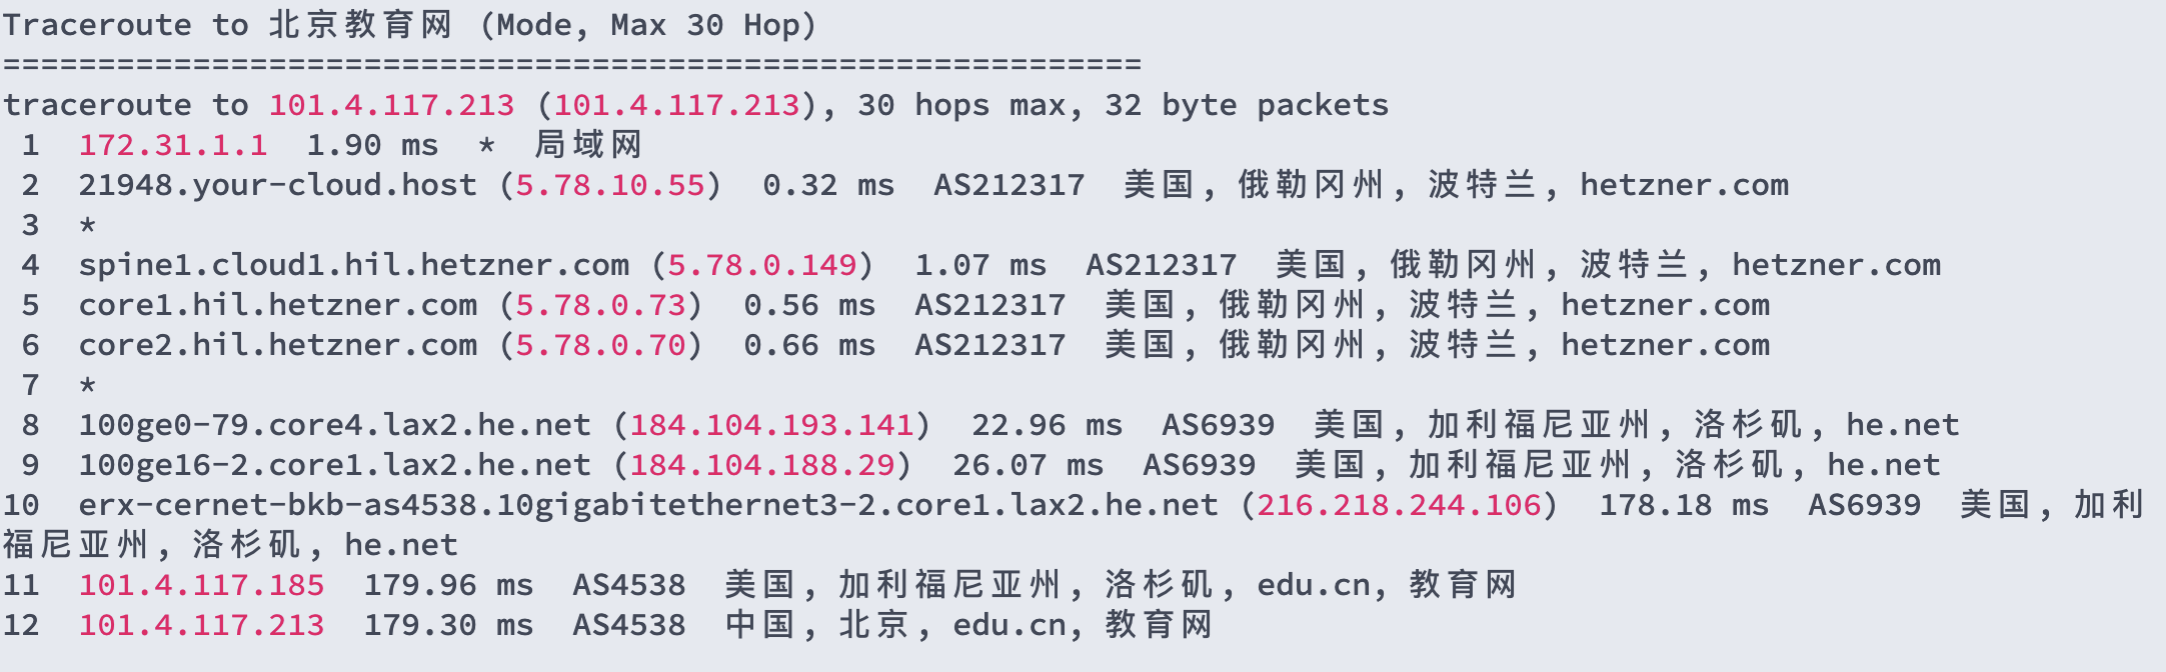 Traceroute to 北京教育网 (Mode, Max 30 Hop)
============================================================
traceroute to 101.4.117.213 (101.4.117.213), 30 hops max, 32 byte packets
 1  172.31.1.1  1.90 ms  *  局域网
 2  21948.your-cloud.host (5.78.10.55)  0.32 ms  AS212317  美国, 俄勒冈州, 波特兰, hetzner.com
 3  *
 4  spine1.cloud1.hil.hetzner.com (5.78.0.149)  1.07 ms  AS212317  美国, 俄勒冈州, 波特兰, hetzner.com
 5  core1.hil.hetzner.com (5.78.0.73)  0.56 ms  AS212317  美国, 俄勒冈州, 波特兰, hetzner.com
 6  core2.hil.hetzner.com (5.78.0.70)  0.66 ms  AS212317  美国, 俄勒冈州, 波特兰, hetzner.com
 7  *
 8  100ge0-79.core4.lax2.he.net (184.104.193.141)  22.96 ms  AS6939  美国, 加利福尼亚州, 洛杉矶, he.net
 9  100ge16-2.core1.lax2.he.net (184.104.188.29)  26.07 ms  AS6939  美国, 加利福尼亚州, 洛杉矶, he.net
10  erx-cernet-bkb-as4538.10gigabitethernet3-2.core1.lax2.he.net (216.218.244.106)  178.18 ms  AS6939  美国, 加利
福尼亚州, 洛杉矶, he.net
11  101.4.117.185  179.96 ms  AS4538  美国, 加利福尼亚州, 洛杉矶, edu.cn, 教育网
12  101.4.117.213  179.30 ms  AS4538  中国, 北京, edu.cn, 教育网